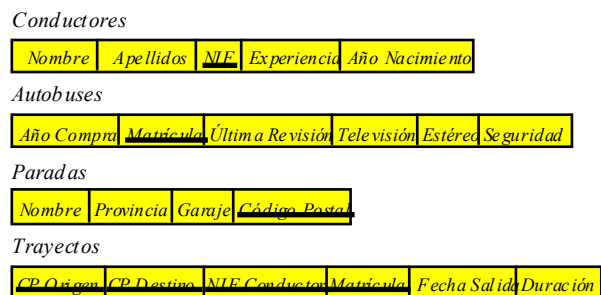 Conductores
Nombre Apellidos NIF Experiencia Año Nacimiento
Autobuses
Año Compra Matrícula Última Revisión Televisión Estéreo Seguridad
Paradas
Nombre Provincia Garaje Código Postal
Trayectos
CP Origen CP Destino NIF Conductor Matrícula Fecha Salida Duración